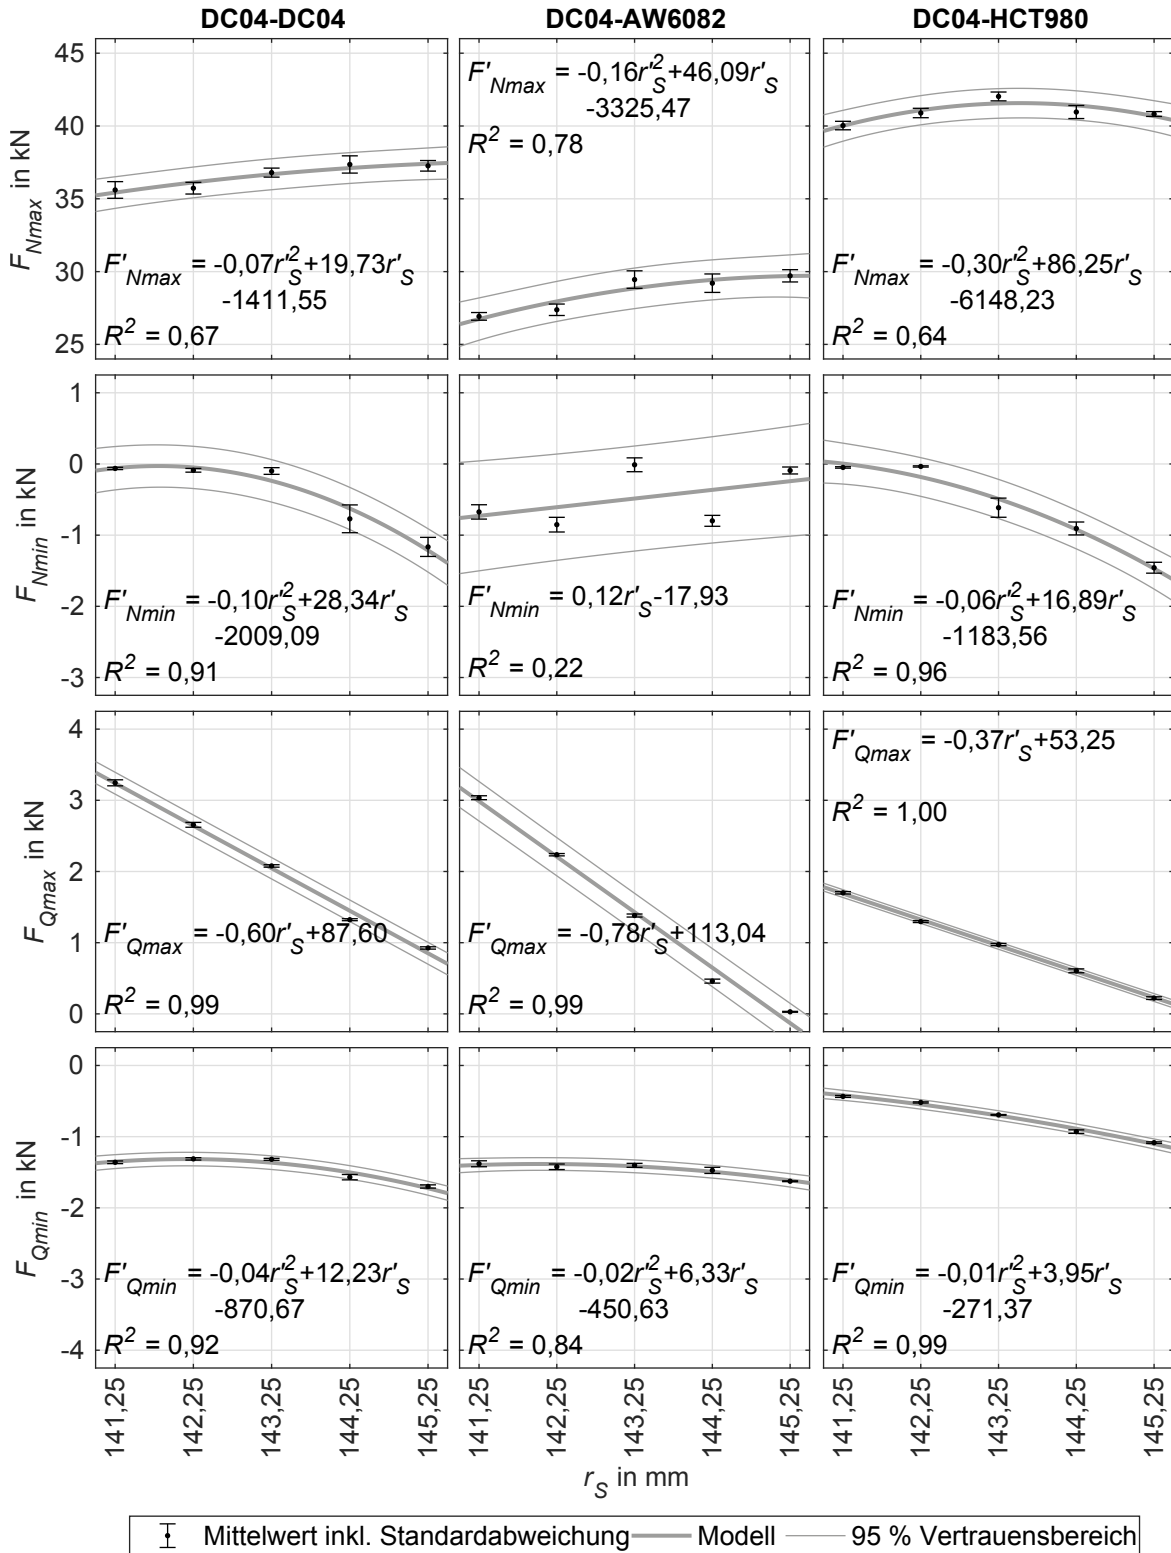 DC04-DC04 DC04-AW6082 DC04-HCT980
F_Nmax in kN
45
40
35
30
25
F'_Nmax = -0,07r'_S^2+19,73r'_S
-1411,55
R^2 = 0,67
F'_Nmax = -0,16r'_S^2+46,09r'_S
-3325,47
R^2 = 0,78
F'_Nmax = -0,30r'_S^2+86,25r'_S
-6148,23
R^2 = 0,64
F_Nmin in kN
1
0
-1
-2
-3
F'_Nmin = -0,10r'_S^2+28,34r'_S
-2009,09
R^2 = 0,91
F'_Nmin = 0,12r'_S-17,93
R^2 = 0,22
F'_Nmin = -0,06r'_S^2+16,89r'_S
-1183,56
R^2 = 0,96
F_Qmax in kN
4
3
2
1
0
F'_Qmax = -0,60r'_S+87,60
R^2 = 0,99
F'_Qmax = -0,78r'_S+113,04
R^2 = 0,99
F'_Qmax = -0,37r'_S+53,25
R^2 = 1,00
F_Qmin in kN
0
-1
-2
-3
-4
F'_Qmin = -0,04r'_S^2+12,23r'_S
-870,67
R^2 = 0,92
F'_Qmin = -0,02r'_S^2+6,33r'_S
-450,63
R^2 = 0,84
F'_Qmin = -0,01r'_S^2+3,95r'_S
-271,37
R^2 = 0,99
141,25 142,25 143,25 144,25 145,25 141,25 142,25 143,25 144,25 145,25 141,25 142,25 143,25 144,25 145,25
r_S in mm
Mittelwert inkl. Standardabweichung Modell 95 % Vertrauensbereich